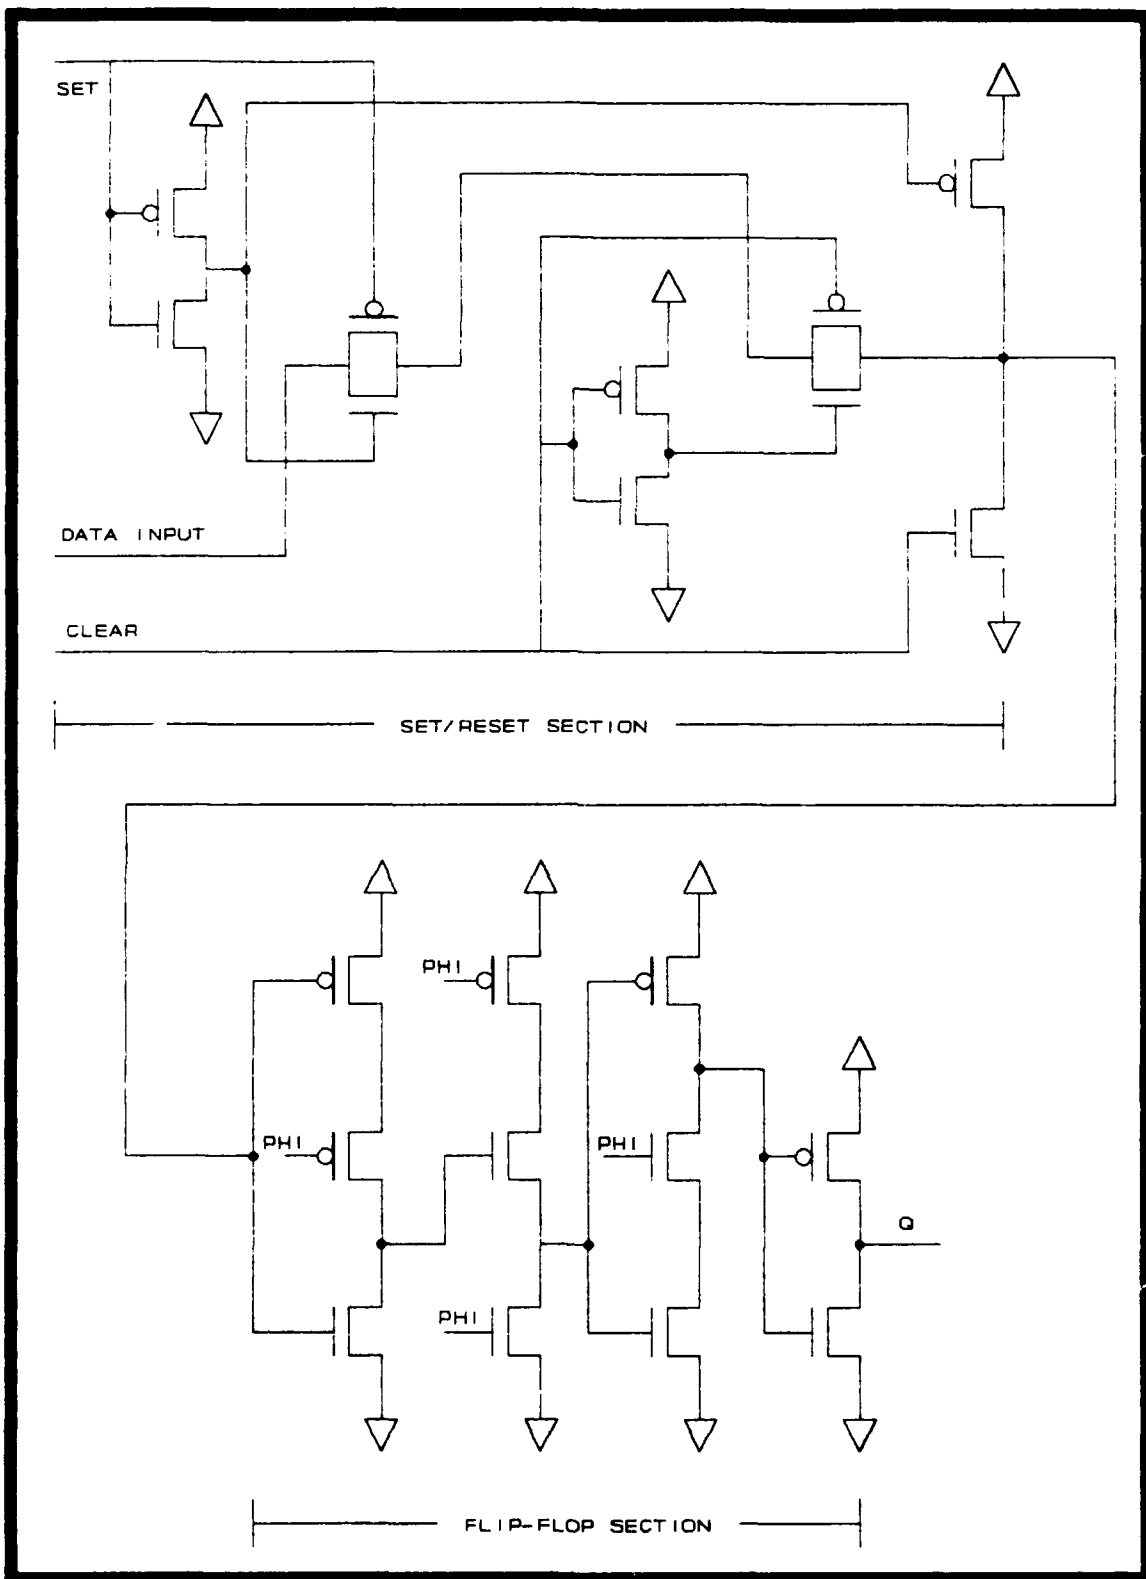 SET
DATA INPUT
CLEAR
SET/RESET SECTION
PHI
PHI
PHI
Q
PHI
FLIP-FLOP SECTION